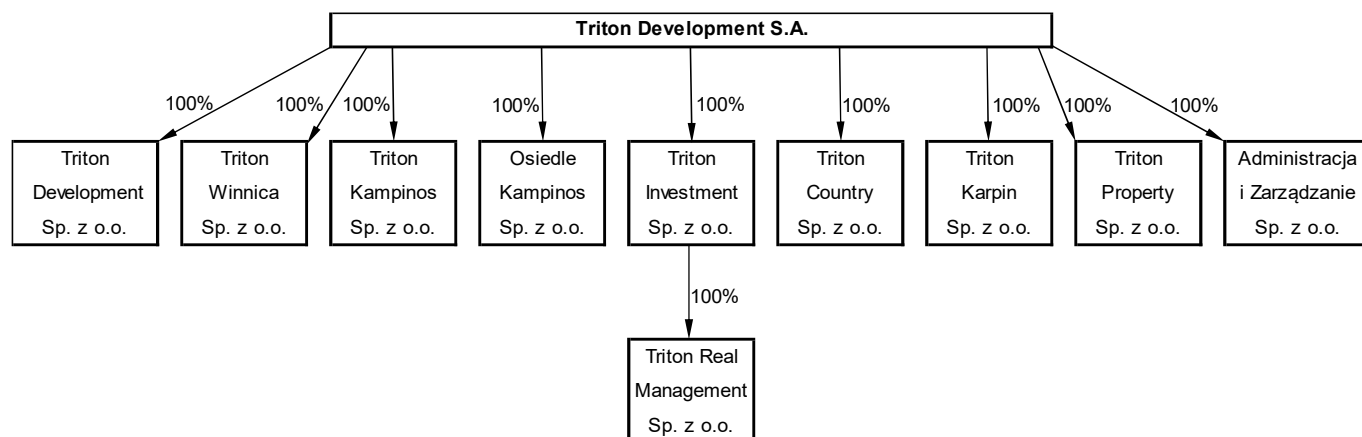 Triton Development S.A.
100%
100%
100%
100%
100%
100%
100%
100%
100%
Triton
Development
Sp. z o.o.
Triton
Winnica
Sp. z o.o.
Triton
Kampinos
Sp. z o.o.
Osiedle
Kampinos
Sp. z o.o.
Triton
Investment
Sp. z o.o.
Triton
Country
Sp. z o.o.
Triton
Karpin
Sp. z o.o.
Triton
Property
Sp. z o.o.
Administracja
i Zarządzanie
Sp. z o.o.
100%
Triton Real
Management
Sp. z o.o.